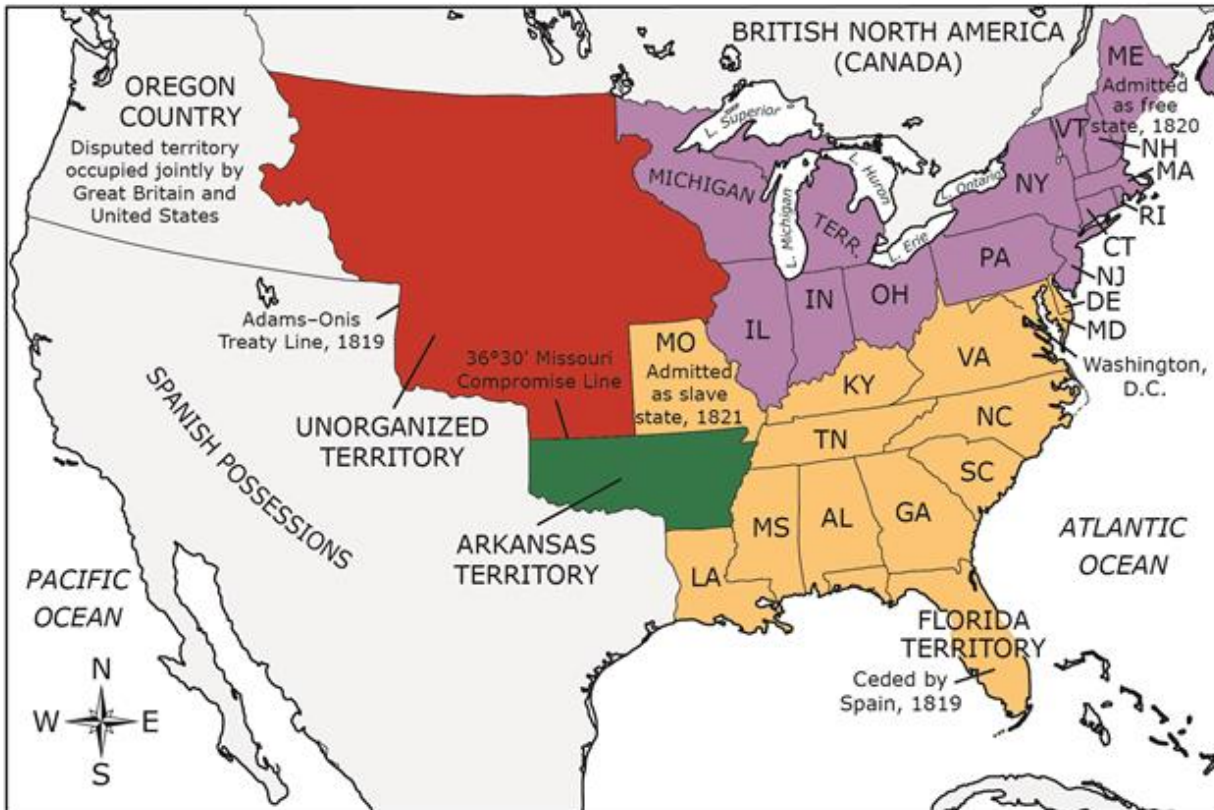 BRITISH NORTH AMERICA
(CANADA)
OREGON
COUNTRY
Disputed territory
occupied jointly by
Great Britain and
United States
ME
Admitted
as free
state, 1820
L. Superior
L. Huron
L. Michigan
L. Ontario
L. Erie
MICHIGAN
TERR.
VT
NH
MA
NY
RI
CT
PA
NJ
DE
MD
Washington,
D.C.
OH
IN
IL
Adams–Onis
Treaty Line, 1819
36°30' Missouri
Compromise Line
MO
Admitted
as slave
state, 1821
VA
KY
NC
TN
SC
UNORGANIZED
TERRITORY
SPANISH POSSESSIONS
ARKANSAS
TERRITORY
MS
AL
GA
LA
ATLANTIC
OCEAN
PACIFIC
OCEAN
FLORIDA
TERRITORY
Ceded by
Spain, 1819
N
W
E
S